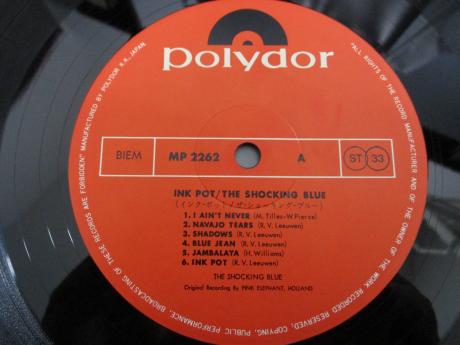 polydor
BIEM
MP 2262
A
ST 33
INK POT/THE SHOCKING BLUE
(インク・ポット/ザ・ショッキング・ブルー)
1. I AIN'T NEVER (M. Tilles-W. Pierce)
2. NAVAJO TEARS (R. V. Leeuwen)
3. SHADOWS (R. V. Leeuwen)
4. BLUE JEAN (R. V. Leeuwen)
5. JAMBALAYA (H. Williams)
6. INK POT (R. V. Leeuwen)
THE SHOCKING BLUE
Original Recording By PINK ELEPHANT, HOLLAND
"ALL RIGHTS OF THE RECORD MANUFACTURER AND OF THE OWNER OF THE WORK RECORDED RESERVED, COPYING, PUBLIC PERFORMANCE, BROADCASTING OF THESE RECORDS FORBIDDEN" MANUFACTURED BY POLYDOR K.K., JAPAN.